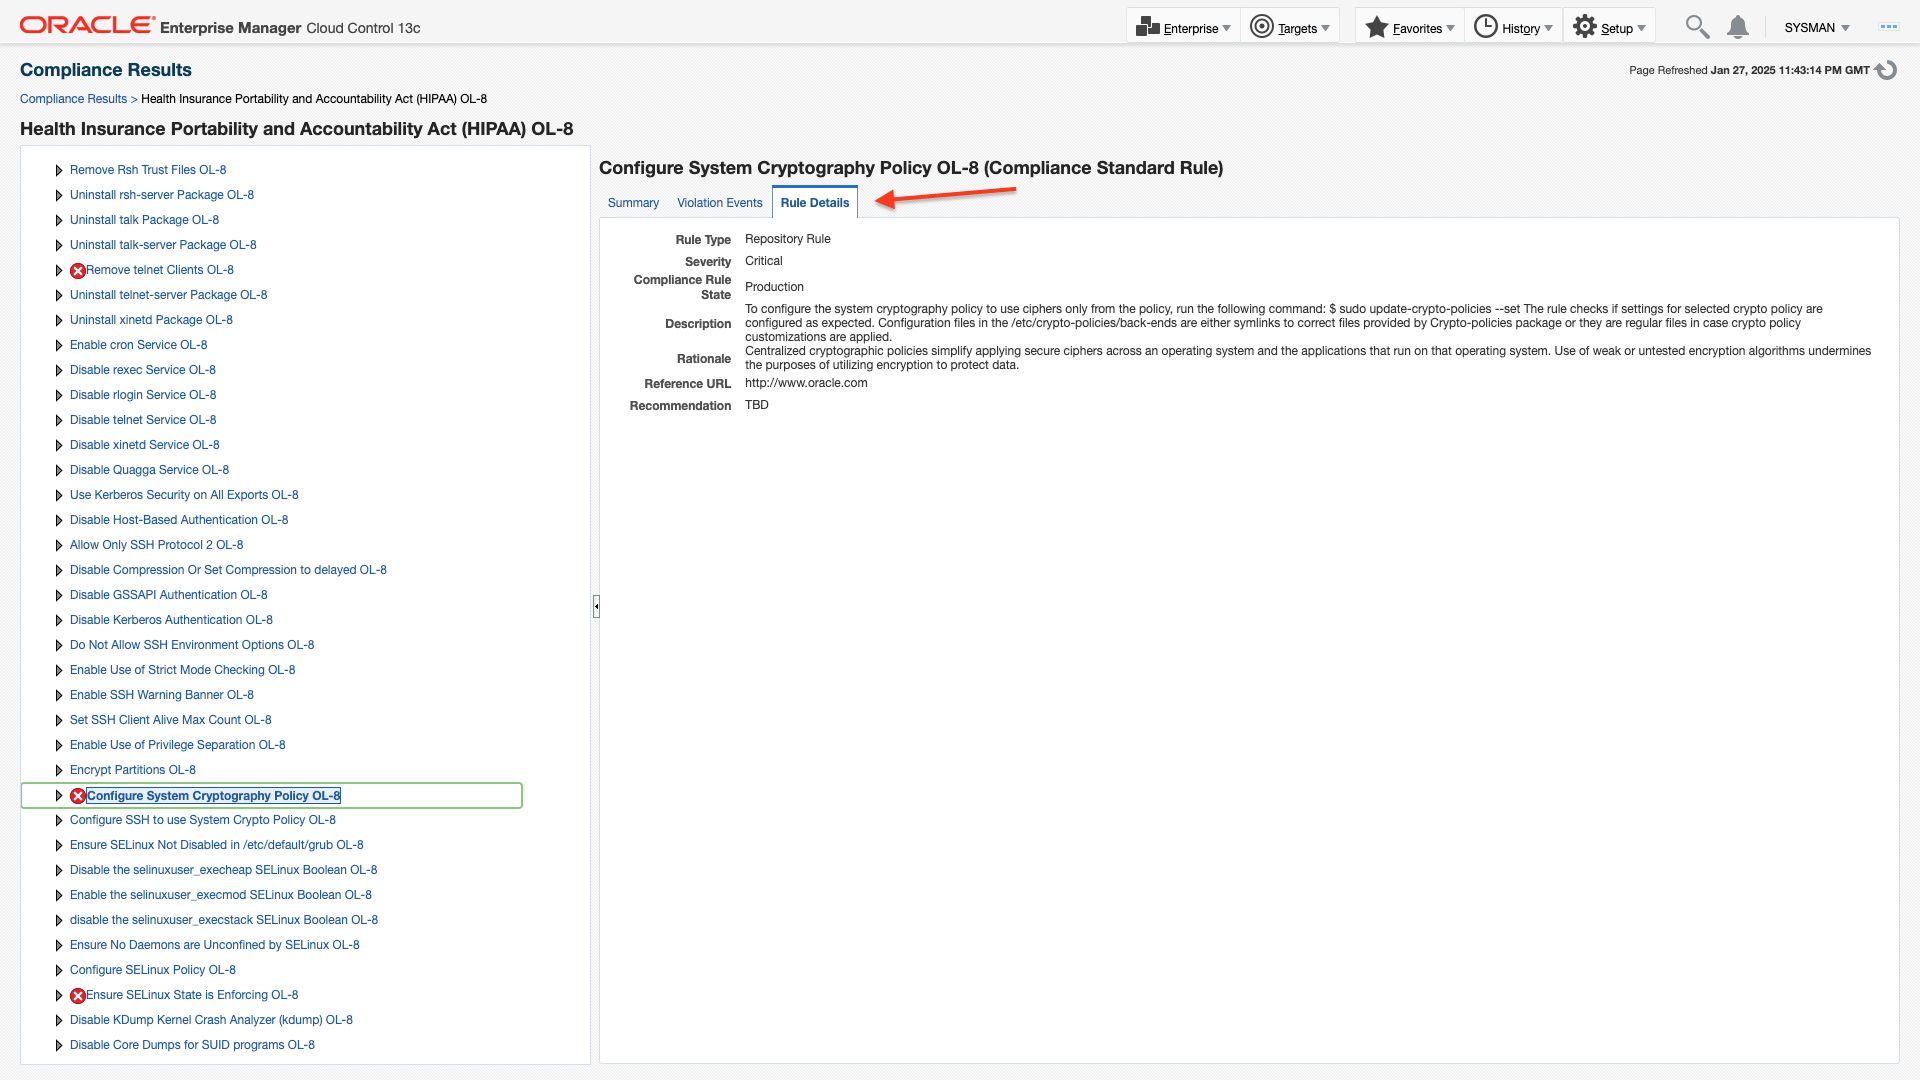 ORACLE Enterprise Manager Cloud Control 13c
Enterprise
Targets
Favorites
History
Setup
SYSMAN
Compliance Results
Page Refreshed Jan 27, 2025 11:43:14 PM GMT
Compliance Results > Health Insurance Portability and Accountability Act (HIPAA) OL-8
Health Insurance Portability and Accountability Act (HIPAA) OL-8
Remove Rsh Trust Files OL-8
Uninstall rsh-server Package OL-8
Uninstall talk Package OL-8
Uninstall talk-server Package OL-8
Remove telnet Clients OL-8
Uninstall telnet-server Package OL-8
Uninstall xinetd Package OL-8
Enable cron Service OL-8
Disable rexec Service OL-8
Disable rlogin Service OL-8
Disable telnet Service OL-8
Disable xinetd Service OL-8
Disable Quagga Service OL-8
Use Kerberos Security on All Exports OL-8
Disable Host-Based Authentication OL-8
Allow Only SSH Protocol 2 OL-8
Disable Compression Or Set Compression to delayed OL-8
Disable GSSAPI Authentication OL-8
Disable Kerberos Authentication OL-8
Do Not Allow SSH Environment Options OL-8
Enable Use of Strict Mode Checking OL-8
Enable SSH Warning Banner OL-8
Set SSH Client Alive Max Count OL-8
Enable Use of Privilege Separation OL-8
Encrypt Partitions OL-8
Configure System Cryptography Policy OL-8
Configure SSH to use System Crypto Policy OL-8
Ensure SELinux Not Disabled in /etc/default/grub OL-8
Disable the selinuxuser_execheap SELinux Boolean OL-8
Enable the selinuxuser_execmod SELinux Boolean OL-8
disable the selinuxuser_execstack SELinux Boolean OL-8
Ensure No Daemons are Unconfined by SELinux OL-8
Configure SELinux Policy OL-8
Ensure SELinux State is Enforcing OL-8
Disable KDump Kernel Crash Analyzer (kdump) OL-8
Disable Core Dumps for SUID programs OL-8
Configure System Cryptography Policy OL-8 (Compliance Standard Rule)
Summary Violation Events Rule Details
Rule Type Repository Rule
Severity Critical
Compliance Rule State Production
Description To configure the system cryptography policy to use ciphers only from the policy, run the following command: $ sudo update-crypto-policies --set The rule checks if settings for selected crypto policy are
configured as expected. Configuration files in the /etc/crypto-policies/back-ends are either symlinks to correct files provided by Crypto-policies package or they are regular files in case crypto policy
customizations are applied.
Rationale Centralized cryptographic policies simplify applying secure ciphers across an operating system and the applications that run on that operating system. Use of weak or untested encryption algorithms undermines
the purposes of utilizing encryption to protect data.
Reference URL http://www.oracle.com
Recommendation TBD